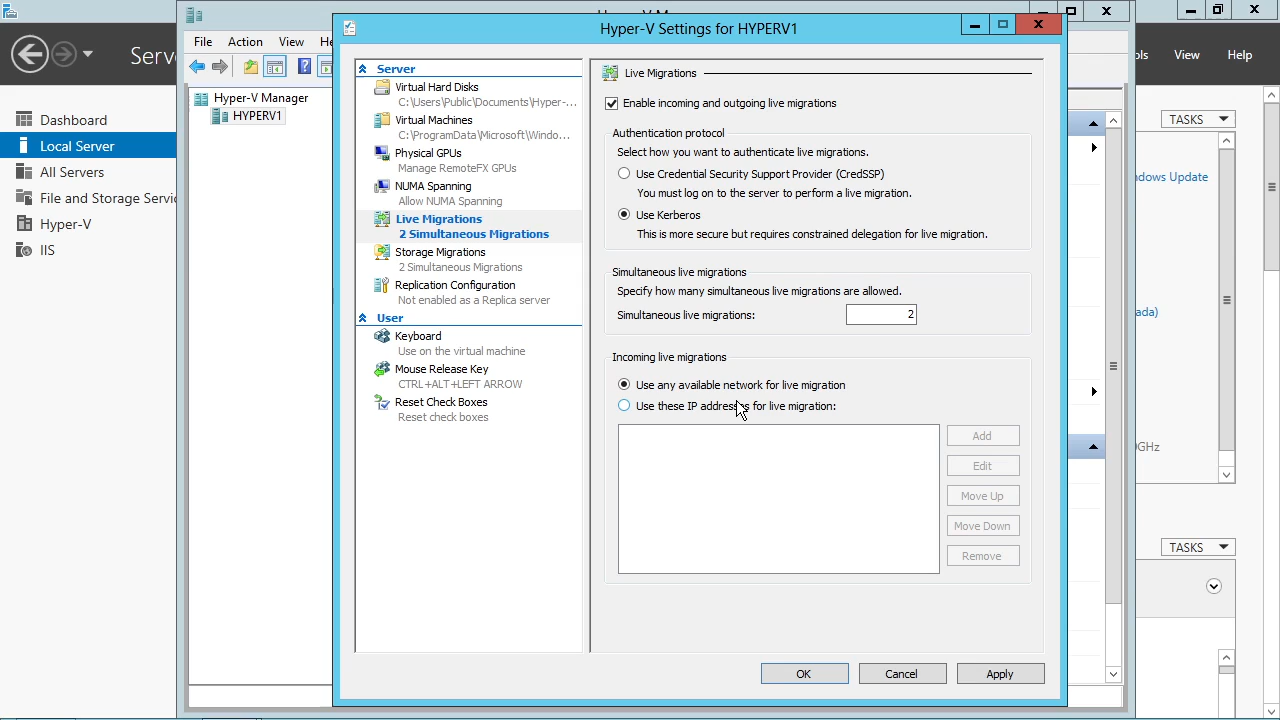 Hyper-V Settings for HYPERV1
Serv
File Action View He
ols View Help
Dashboard
Local Server
All Servers
File and Storage Servic
Hyper-V
IIS
Hyper-V Manager
HYPERV1
Server
Virtual Hard Disks
C:\Users\Public\Documents\Hyper-...
Virtual Machines
C:\ProgramData\Microsoft\Windo...
Physical GPUs
Manage RemoteFX GPUs
NUMA Spanning
Allow NUMA Spanning
Live Migrations
2 Simultaneous Migrations
Storage Migrations
2 Simultaneous Migrations
Replication Configuration
Not enabled as a Replica server
User
Keyboard
Use on the virtual machine
Mouse Release Key
CTRL+ALT+LEFT ARROW
Reset Check Boxes
Reset check boxes
Live Migrations
Enable incoming and outgoing live migrations
Authentication protocol
Select how you want to authenticate live migrations.
Use Credential Security Support Provider (CredSSP)
You must log on to the server to perform a live migration.
Use Kerberos
This is more secure but requires constrained delegation for live migration.
Simultaneous live migrations
Specify how many simultaneous live migrations are allowed.
Simultaneous live migrations: 2
Incoming live migrations
Use any available network for live migration
Use these IP addresses for live migration:
Add
Edit
Move Up
Move Down
Remove
OK Cancel Apply
TASKS
dows Update
ada)
GHz
TASKS